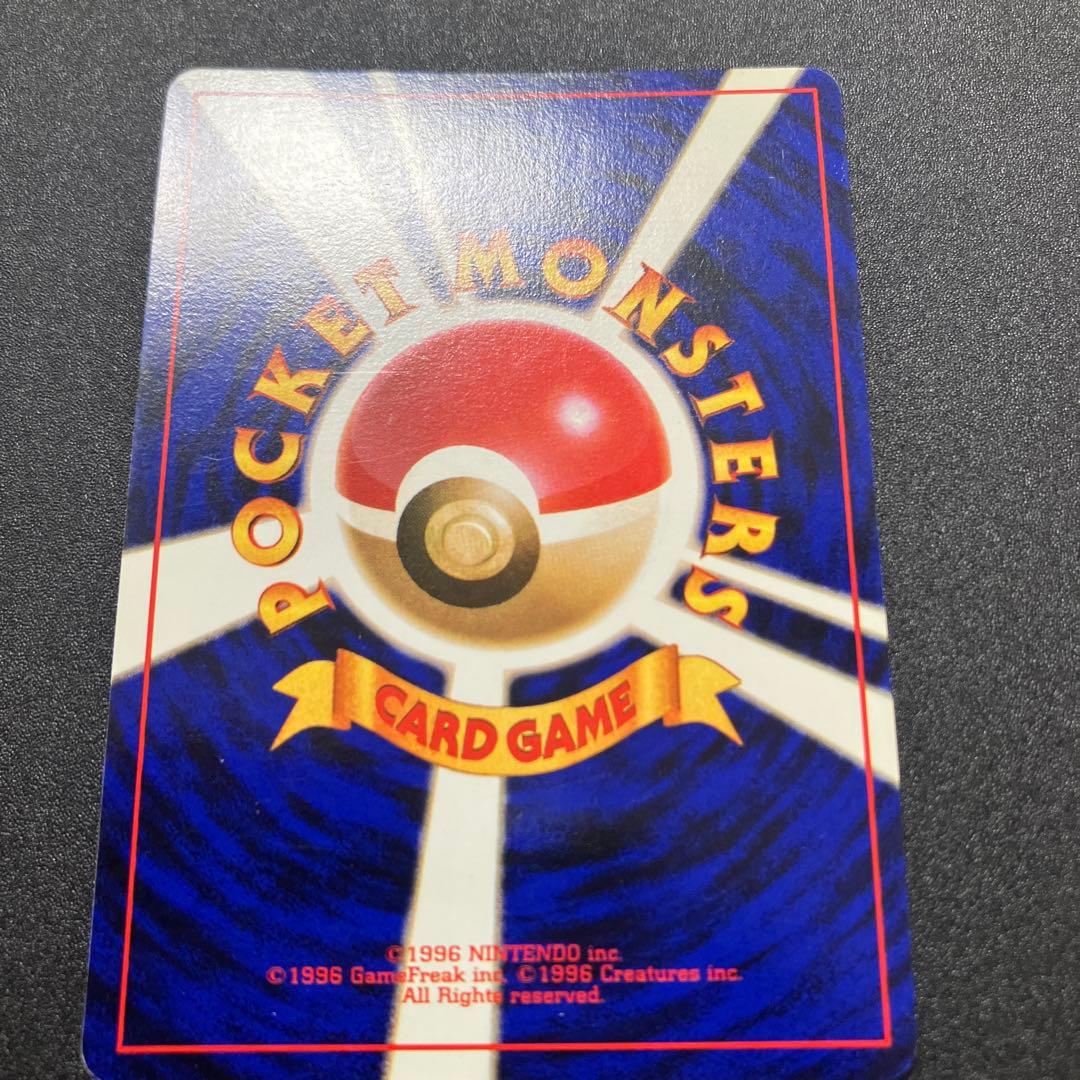 POCKET MONSTERS
CARD GAME
©1996 NINTENDO inc.
©1996 GameFreak inc. ©1996 Creatures inc.
All Rights reserved.